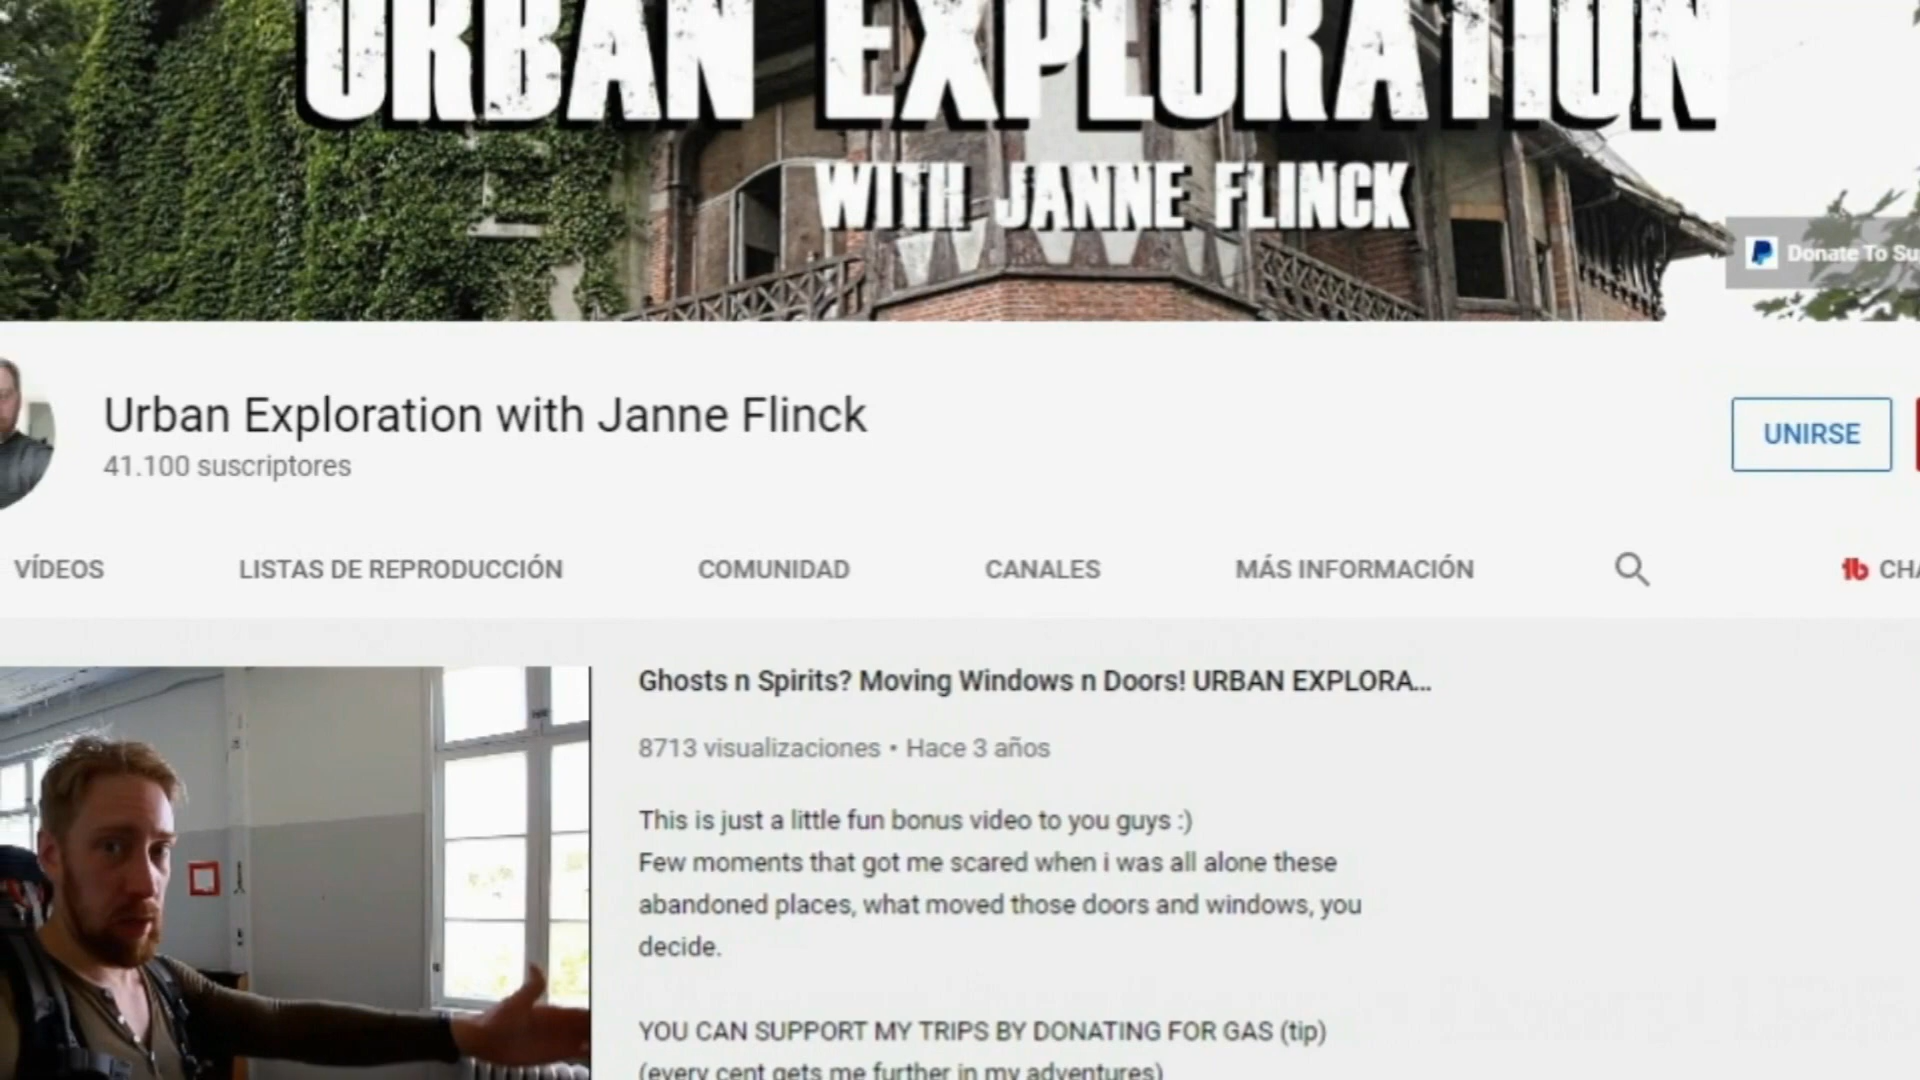 URBAN EXPLORATION
WITH JANNE FLINCK
Donate To Su
Urban Exploration with Janne Flinck
41.100 suscriptores
UNIRSE
VÍDEOS
LISTAS DE REPRODUCCIÓN
COMUNIDAD
CANALES
MÁS INFORMACIÓN
CHA
Ghosts n Spirits? Moving Windows n Doors! URBAN EXPLORA...
8713 visualizaciones • Hace 3 años
This is just a little fun bonus video to you guys :)
Few moments that got me scared when i was all alone these
abandoned places, what moved those doors and windows, you
decide.
YOU CAN SUPPORT MY TRIPS BY DONATING FOR GAS (tip)
(every cent gets me further in my adventures)